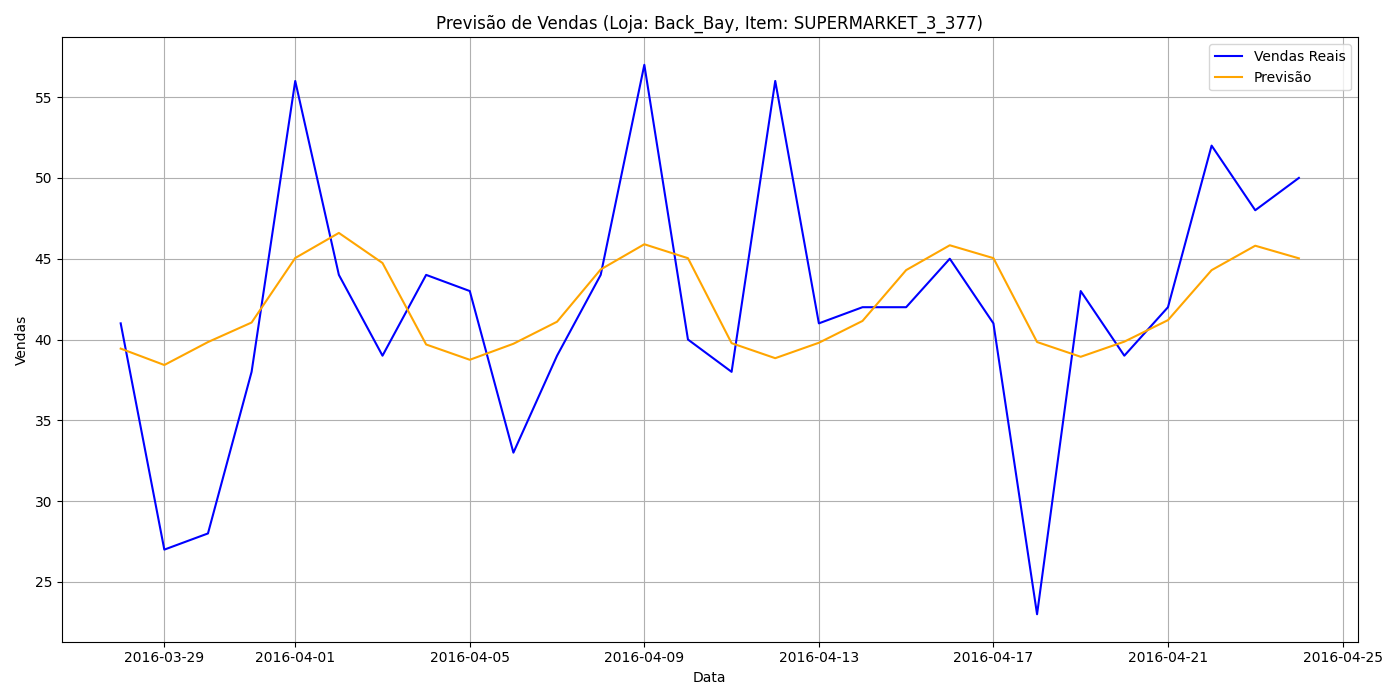 Previsão de Vendas (Loja: Back_Bay, Item: SUPERMARKET_3_377)
Vendas Reais
Previsão
55
50
45
40
35
30
25
Vendas
2016-03-29 2016-04-01 2016-04-05 2016-04-09 2016-04-13 2016-04-17 2016-04-21 2016-04-25
Data